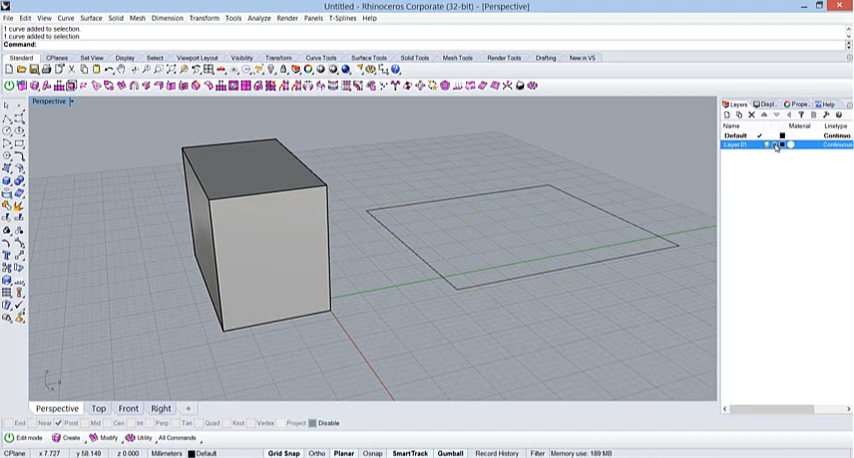 Untitled - Rhinoceros Corporate (32-bit) - [Perspective]
File Edit View Curve Surface Solid Mesh Dimension Transform Tools Analyze Render Panels T-Splines Help
1 curve added to selection.
1 curve added to selection.
Command:
Standard CPlanes Set View Display Select Viewport Layout Visibility Transform Curve Tools Surface Tools Solid Tools Mesh Tools Render Tools Drafting New in V5
Perspective
Layers Displ... Prope... Help
Name Material Linetype
Default Continuo
Layer 01 Continuous
Perspective Top Front Right
End Near Point Mid Cen Int Perp Tan Quad Knot Vertex Project Disable
Edit mode Create Modify Utility All Commands
CPlane x 7.727 y 58.149 z 0.000 Millimeters Default Grid Snap Ortho Planar Osnap SmartTrack Gumball Record History Filter Memory use: 189 MB